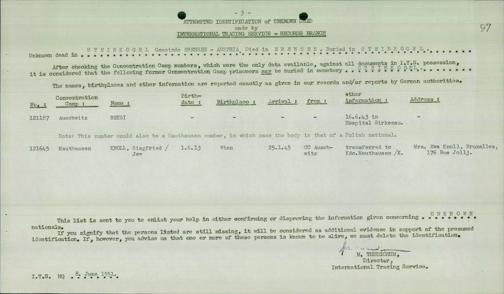 - 3 -
97
ATTEMPTED IDENTIFICATION OF UNKNOWN DEAD
made by
INTERNATIONAL TRACING SERVICE - RECORDS BRANCH
Unknown dead in STEINKOGEL Gemeinde EBENSEE - AUSTRIA Died in EBENSEE, Buried in STEINKOGEL
After checking the Concentration Camp numbers, which were the only data available, against all documents in I.T.S. possession,
it is considered that the following former Concentration Camp prisoners may be buried in cemetery STEINKOGEL
The names, birthplaces and other information are reported exactly as given in our records and/or reports by German authorities.
No.: Concentration Camp: Name: Birth-date: Birthplace: Arrival: from: other information: Address:
121187 Auschwitz - - - - 16.6.43 to Hospital Birkenau. -
Note: This number could also be a Mauthausen number, in which case the body is that of a Polish national.
121645 Mauthausen KNOLL, Siegfried / Jew 1.6.13 Wien 25.1.45 CC Auschwitz transferred to Kdo.Mauthausen /K. Mrs. Ewa Knoll, Bruxelles,
176 Rue Jolly.
This list is sent to you to enlist your help in either confirming or disproving the information given concerning UNKNOWN
nationals.
If you signify that the persons listed are still missing, it will be considered as additional evidence in support of the presumed
identification. If, however, you advise us that one or more of these persons is known to be alive, we must delete the identification.
Director,
International Tracing Service.
I.T.S. HQ 8. June 1951.